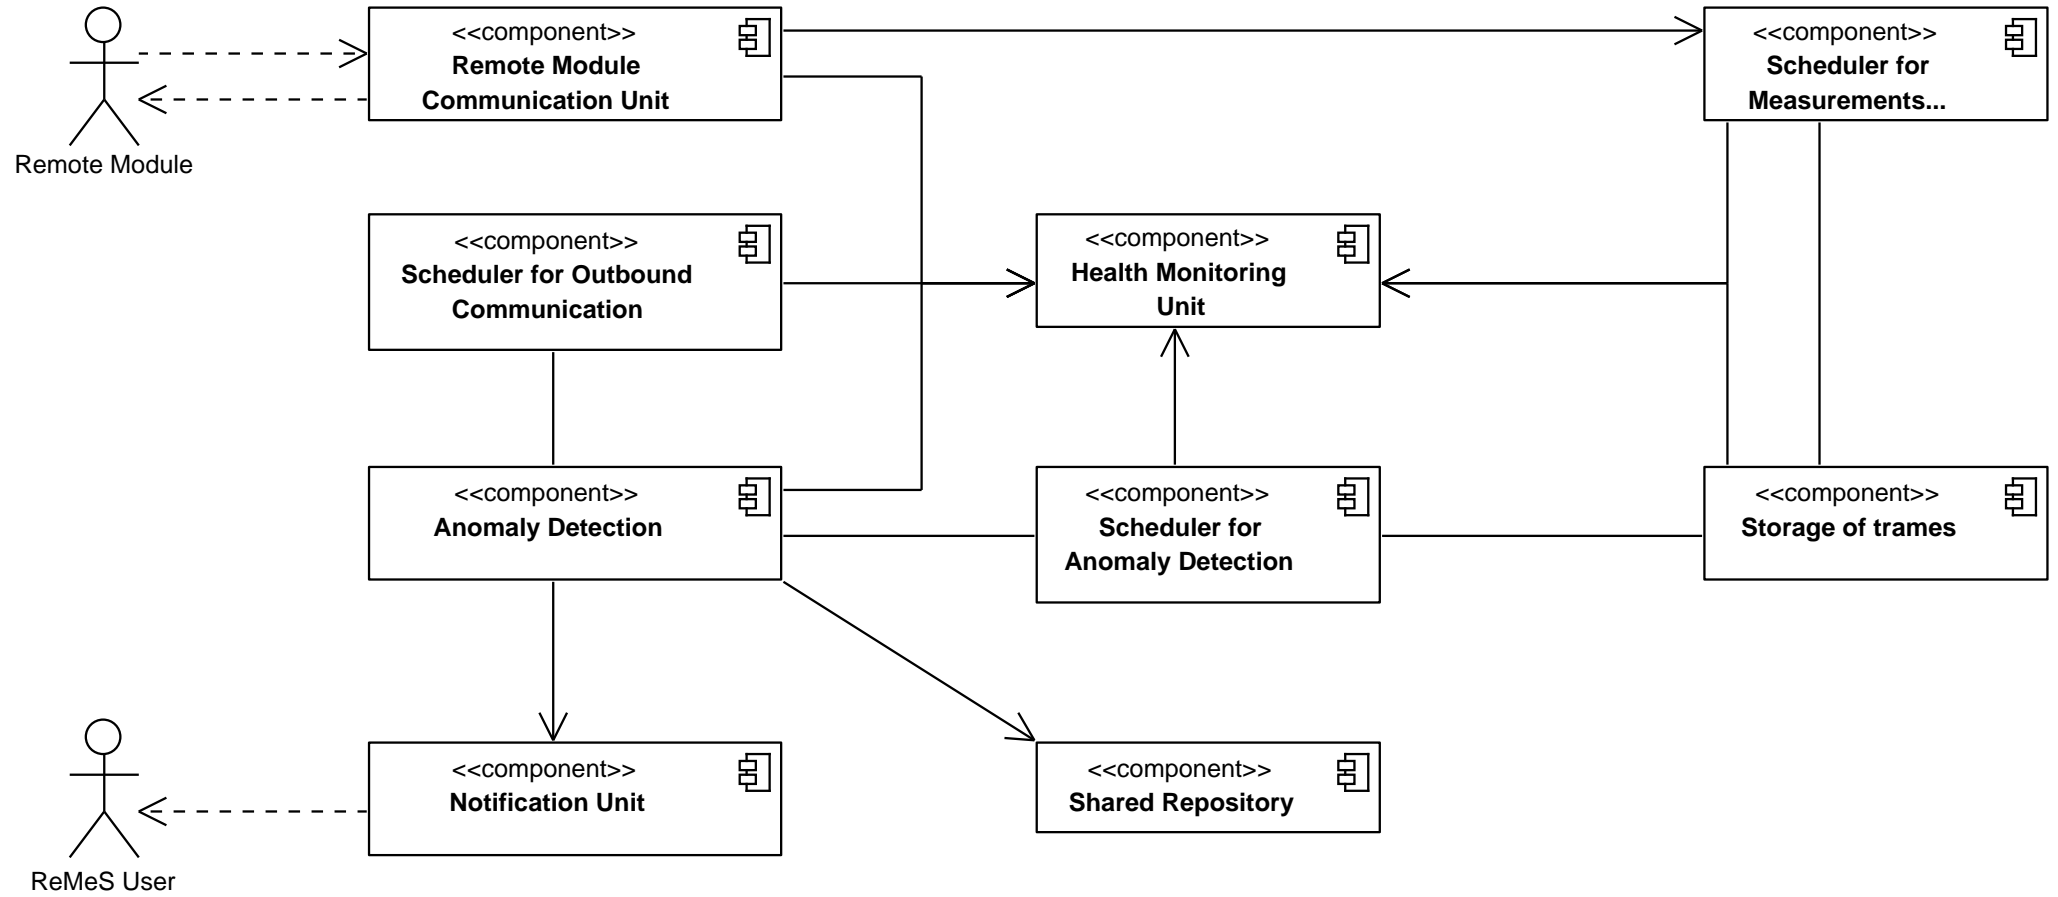 <<component>>
Remote Module
Communication Unit
<<component>>
Scheduler for
Measurements...
Remote Module
<<component>>
Scheduler for Outbound
Communication
<<component>>
Health Monitoring
Unit
<<component>>
Anomaly Detection
<<component>>
Scheduler for
Anomaly Detection
<<component>>
Storage of trames
<<component>>
Notification Unit
<<component>>
Shared Repository
ReMeS User